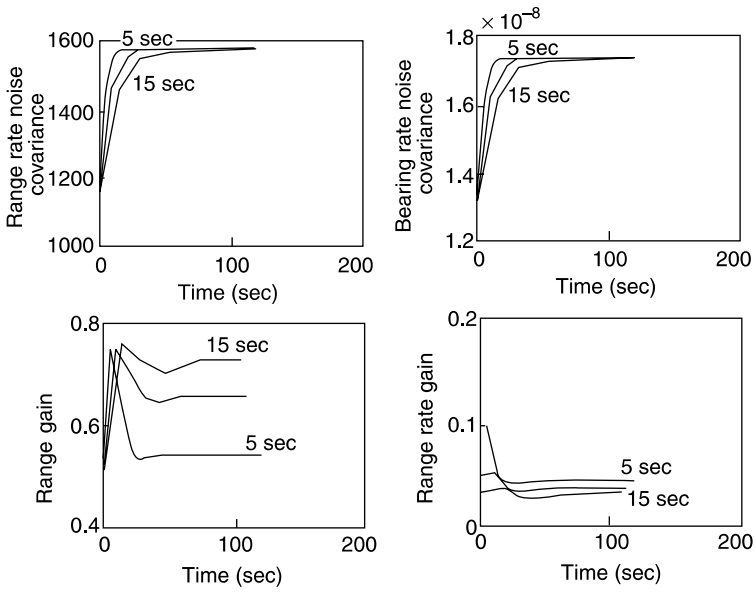 1600
1400
1200
1000
Range rate noise
covariance
5 sec
15 sec
0
100
200
Time (sec)
× 10⁻⁸
1.8
1.6
1.4
1.2
Bearing rate noise
covariance
5 sec
15 sec
0
100
200
Time (sec)
0.8
0.6
0.4
Range gain
15 sec
5 sec
0
100
200
Time (sec)
0.2
0.1
0
Range rate gain
5 sec
15 sec
0
100
200
Time (sec)